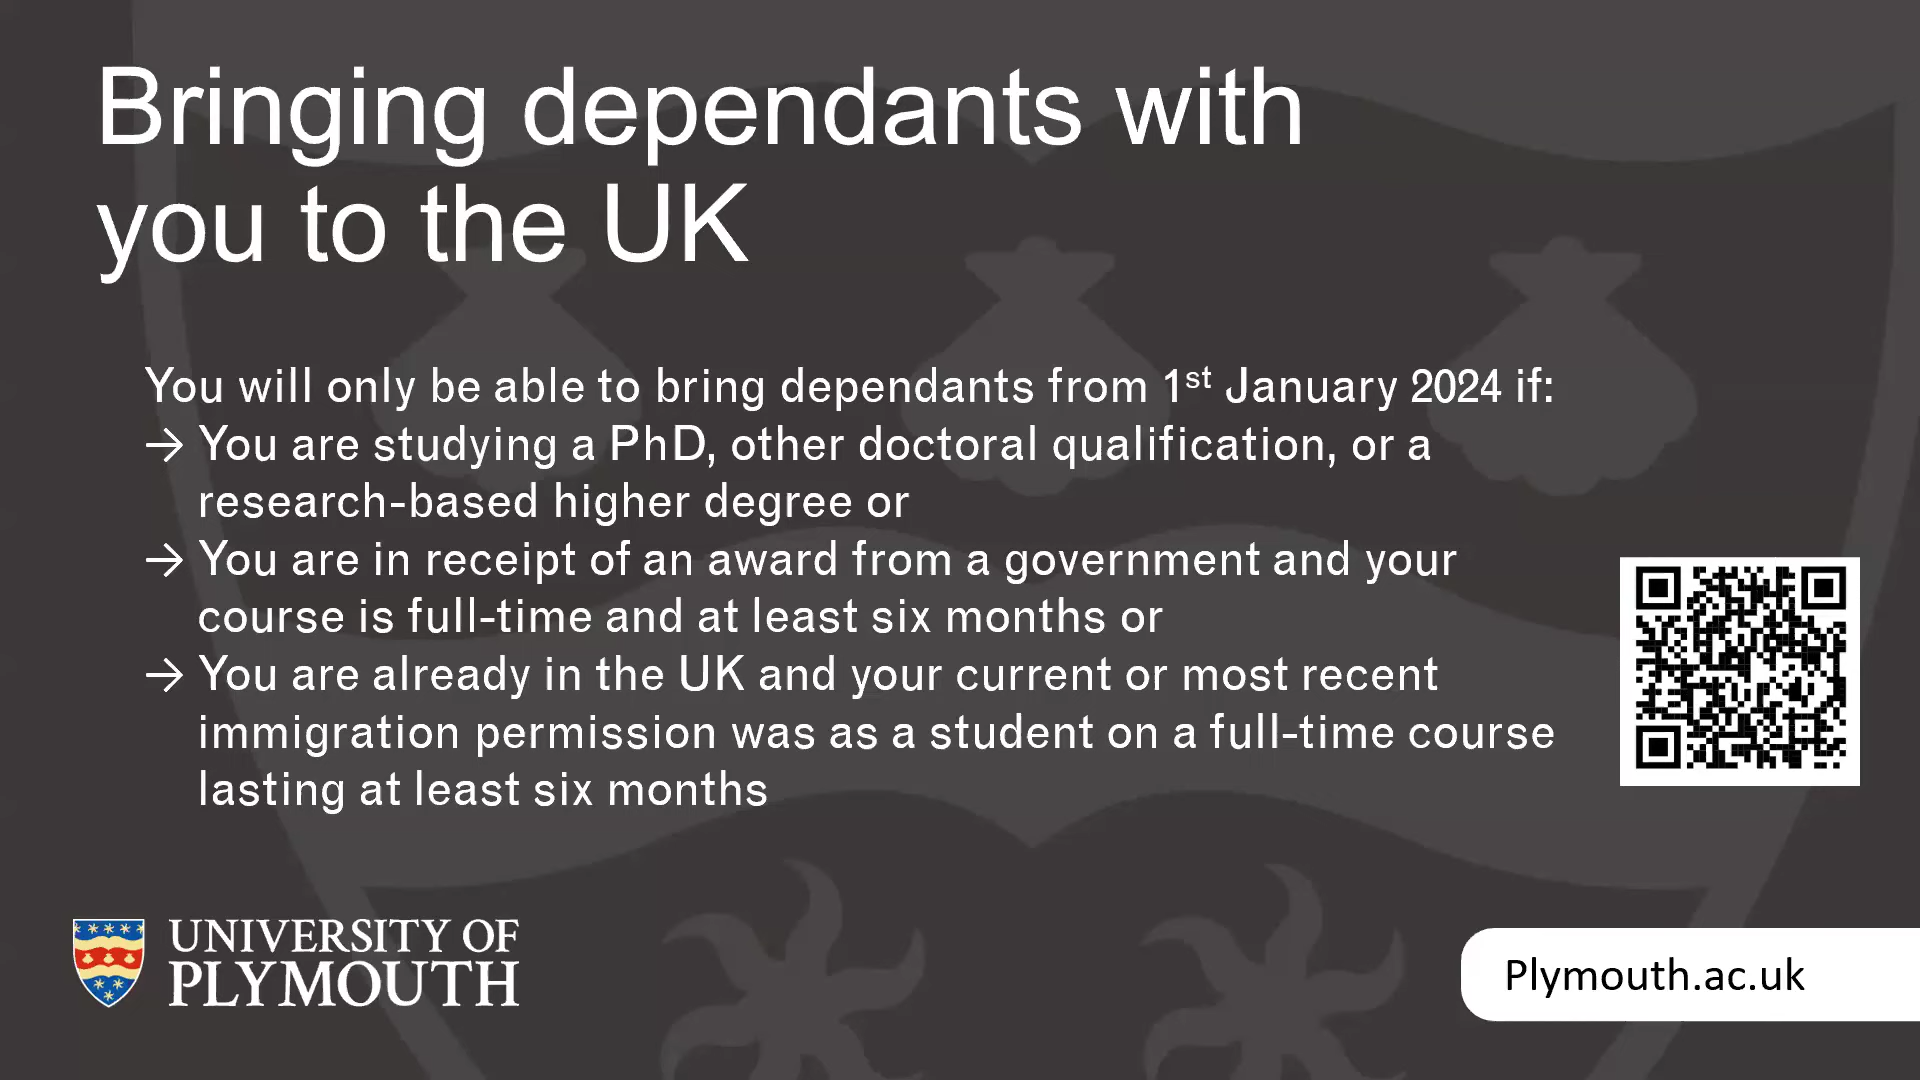 Bringing dependants with
you to the UK
You will only be able to bring dependants from 1st January 2024 if:
→ You are studying a PhD, other doctoral qualification, or a
research-based higher degree or
→ You are in receipt of an award from a government and your
course is full-time and at least six months or
→ You are already in the UK and your current or most recent
immigration permission was as a student on a full-time course
lasting at least six months
UNIVERSITY OF
PLYMOUTH
Plymouth.ac.uk